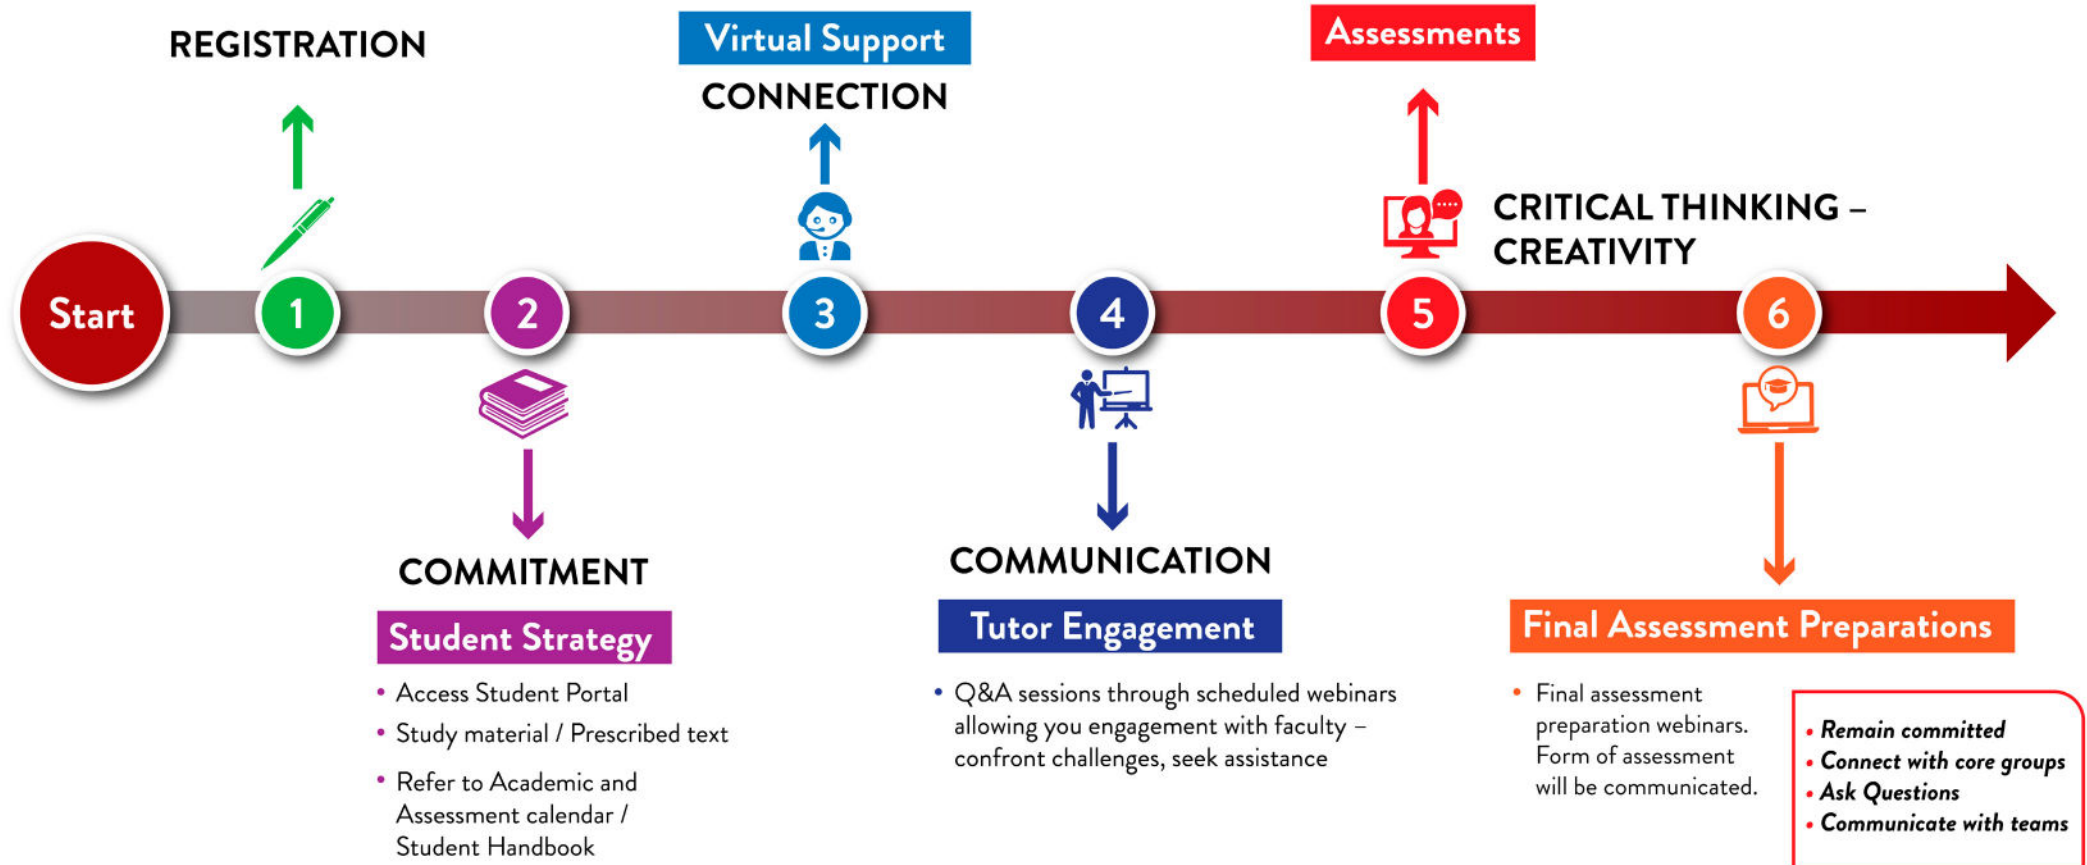 REGISTRATION
Virtual Support
CONNECTION
Assessments
CRITICAL THINKING –
CREATIVITY
Start
1
2
3
4
5
6
COMMITMENT
Student Strategy
• Access Student Portal
• Study material / Prescribed text
• Refer to Academic and
Assessment calendar /
Student Handbook
COMMUNICATION
Tutor Engagement
• Q&A sessions through scheduled webinars
allowing you engagement with faculty –
confront challenges, seek assistance
Final Assessment Preparations
• Final assessment
preparation webinars.
Form of assessment
will be communicated.
• Remain committed
• Connect with core groups
• Ask Questions
• Communicate with teams